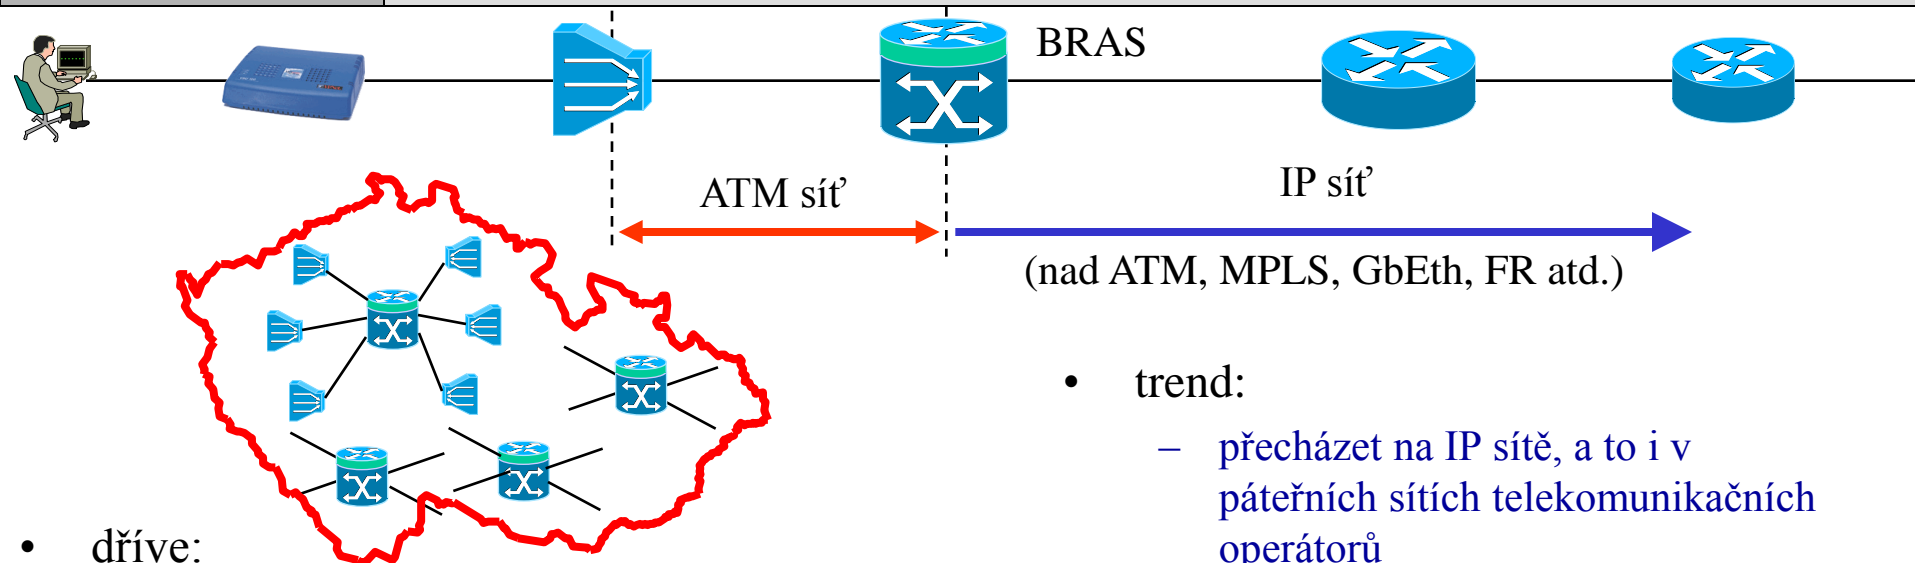 BRAS
ATM síť
IP síť
(nad ATM, MPLS, GbEth, FR atd.)
• trend:
– přecházet na IP sítě, a to i v
páteřních sítích telekomunikačních
operátorů
• dříve: